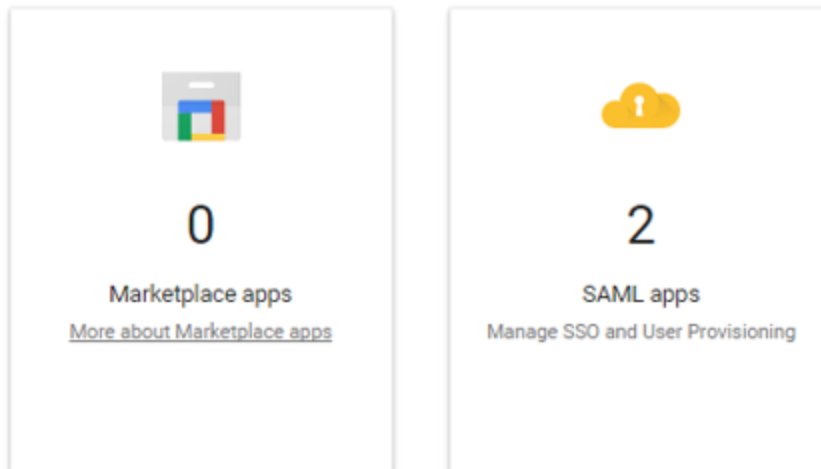 0
Marketplace apps
More about Marketplace apps
2
SAML apps
Manage SSO and User Provisioning